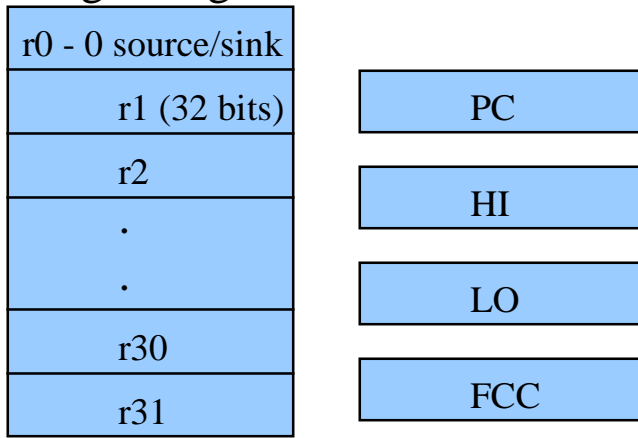 r0 - 0 source/sink
r1 (32 bits)
r2
.
.
r30
r31
PC
HI
LO
FCC